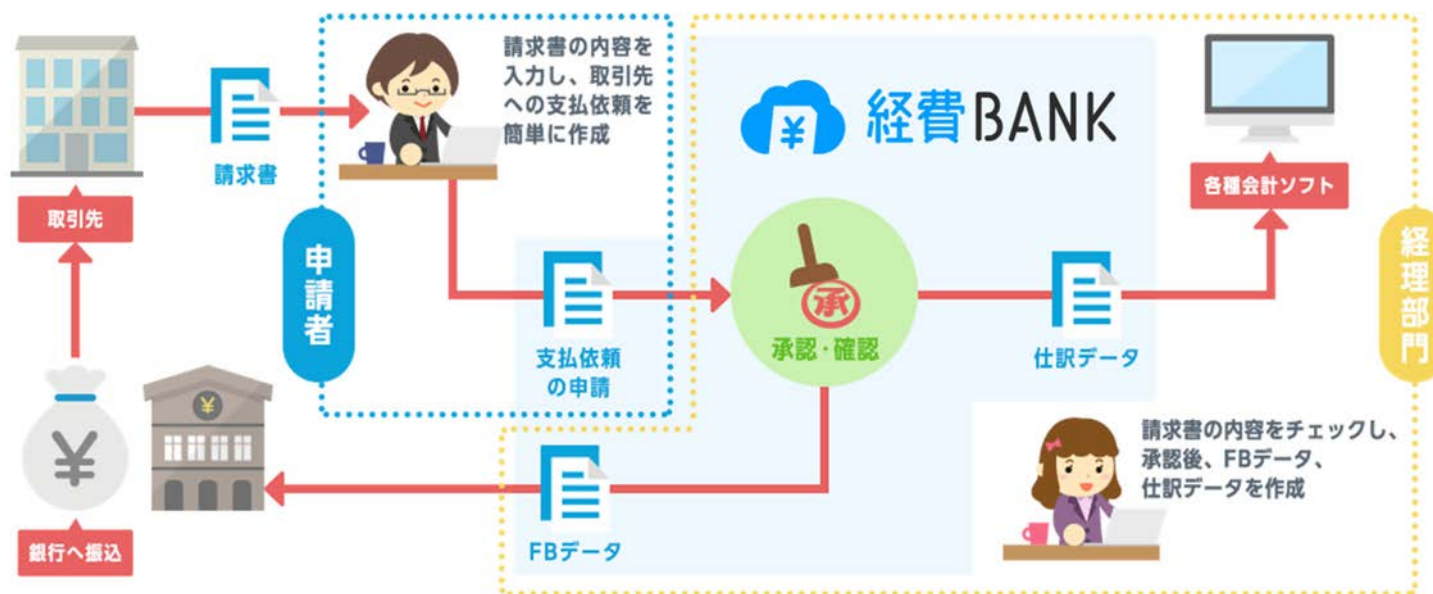 請求書の内容を
入力し、取引先
への支払依頼を
簡単に作成
経費BANK
¥
請求書
取引先
各種会計ソフト
申請者
経理部門
承
承認・確認
支払依頼
の申請
仕訳データ
¥
¥
請求書の内容をチェックし、
承認後、FBデータ、
仕訳データを作成
銀行へ振込
FBデータ